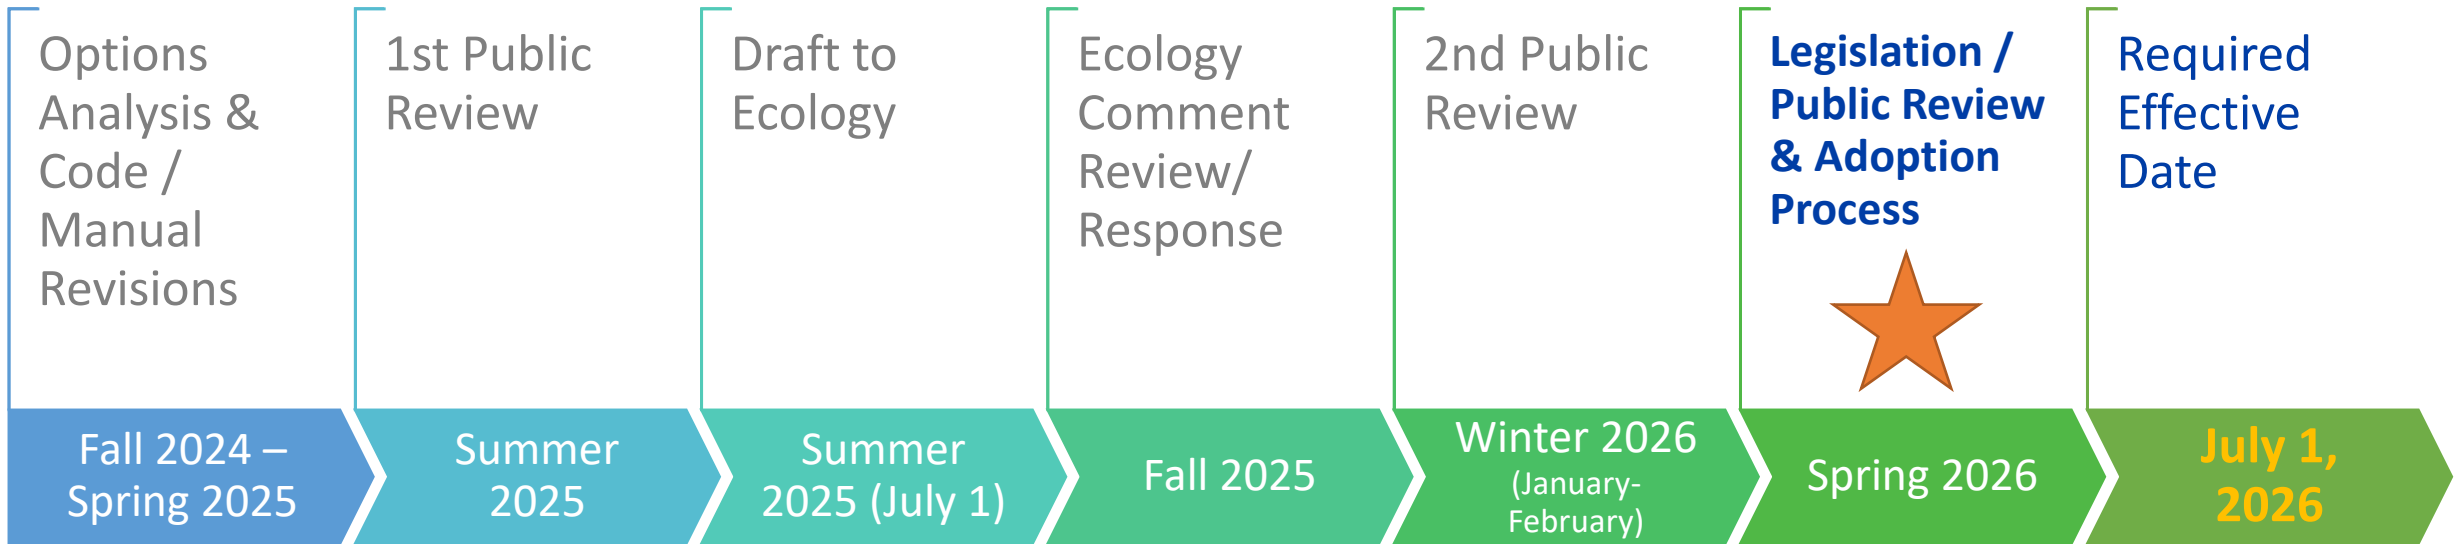 Options
Analysis &
Code /
Manual
Revisions
Fall 2024 –
Spring 2025
1st Public
Review
Summer
2025
Draft to
Ecology
Summer
2025 (July 1)
Ecology
Comment
Review/
Response
Fall 2025
2nd Public
Review
Winter 2026
(January-
February)
Legislation /
Public Review
& Adoption
Process
Spring 2026
Required
Effective
Date
July 1,
2026